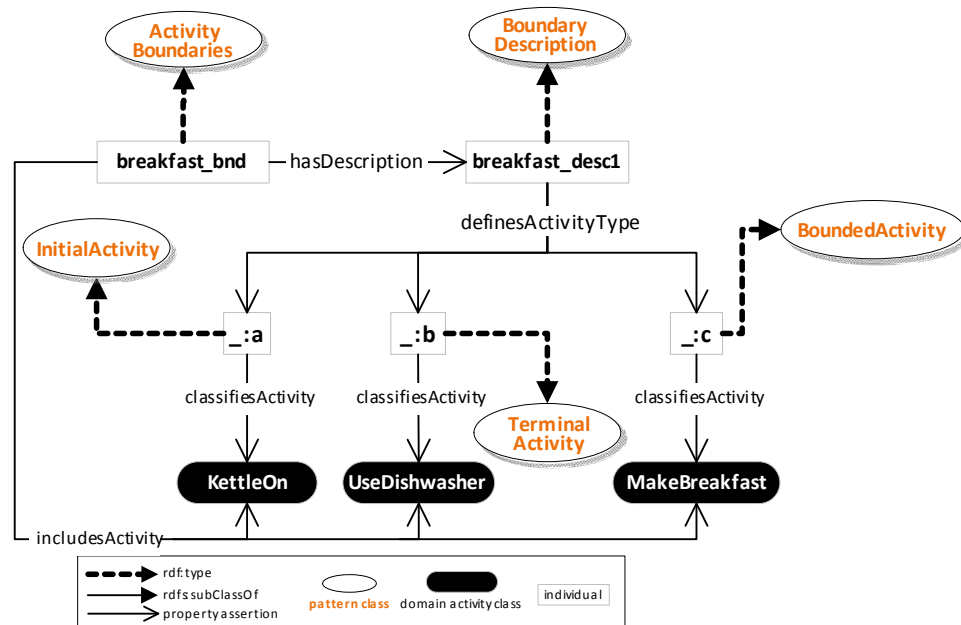 Activity
Boundaries
Boundary
Description
breakfast_bnd
hasDescription
breakfast_desc1
definesActivityType
InitialActivity
BoundedActivity
_:a
_:b
_:c
classifiesActivity
classifiesActivity
classifiesActivity
Terminal
Activity
KettleOn
UseDishwasher
MakeBreakfast
includesActivity
rdf:type
rdfs:subClassOf
property assertion
pattern class
domain activity class
individual